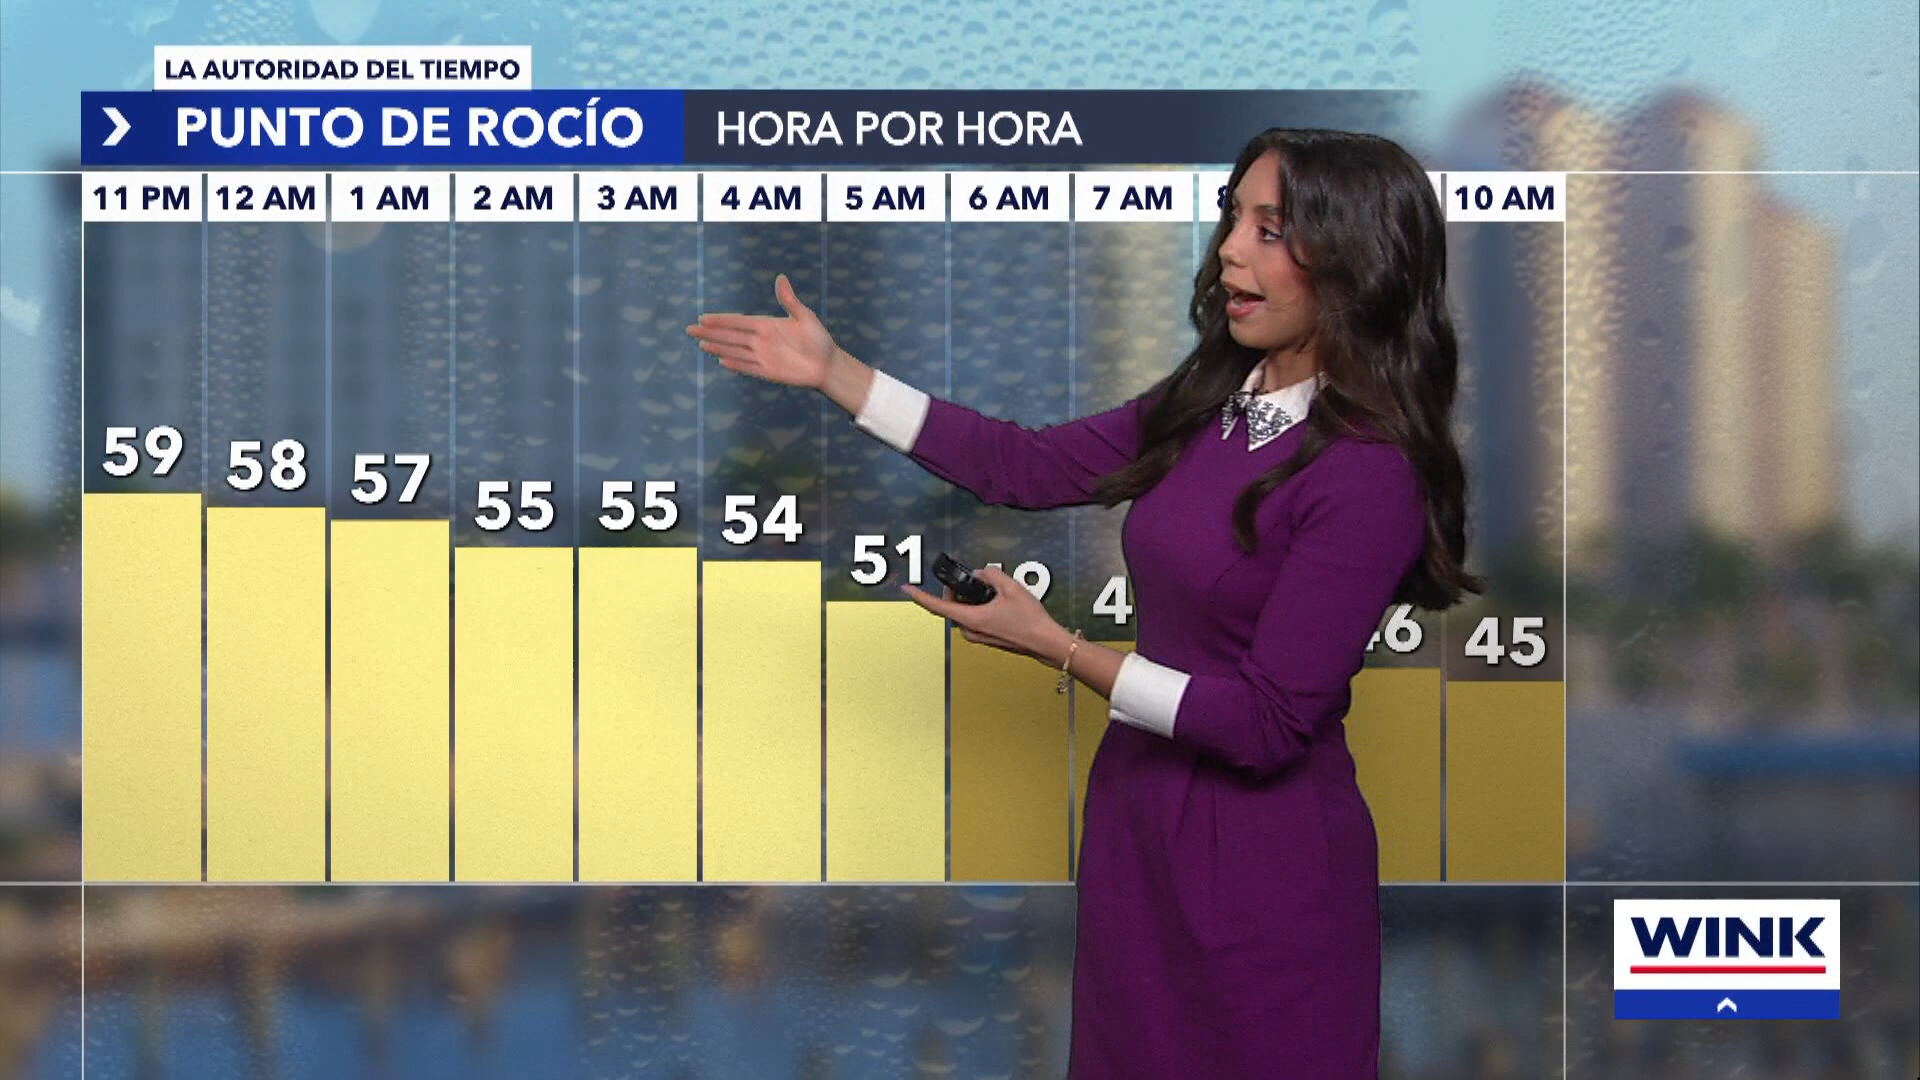 LA AUTORIDAD DEL TIEMPO
PUNTO DE ROCÍO HORA POR HORA
11 PM 12 AM 1 AM 2 AM 3 AM 4 AM 5 AM 6 AM 7 AM 10 AM
59 58 57 55 55 54 51 45
WINK